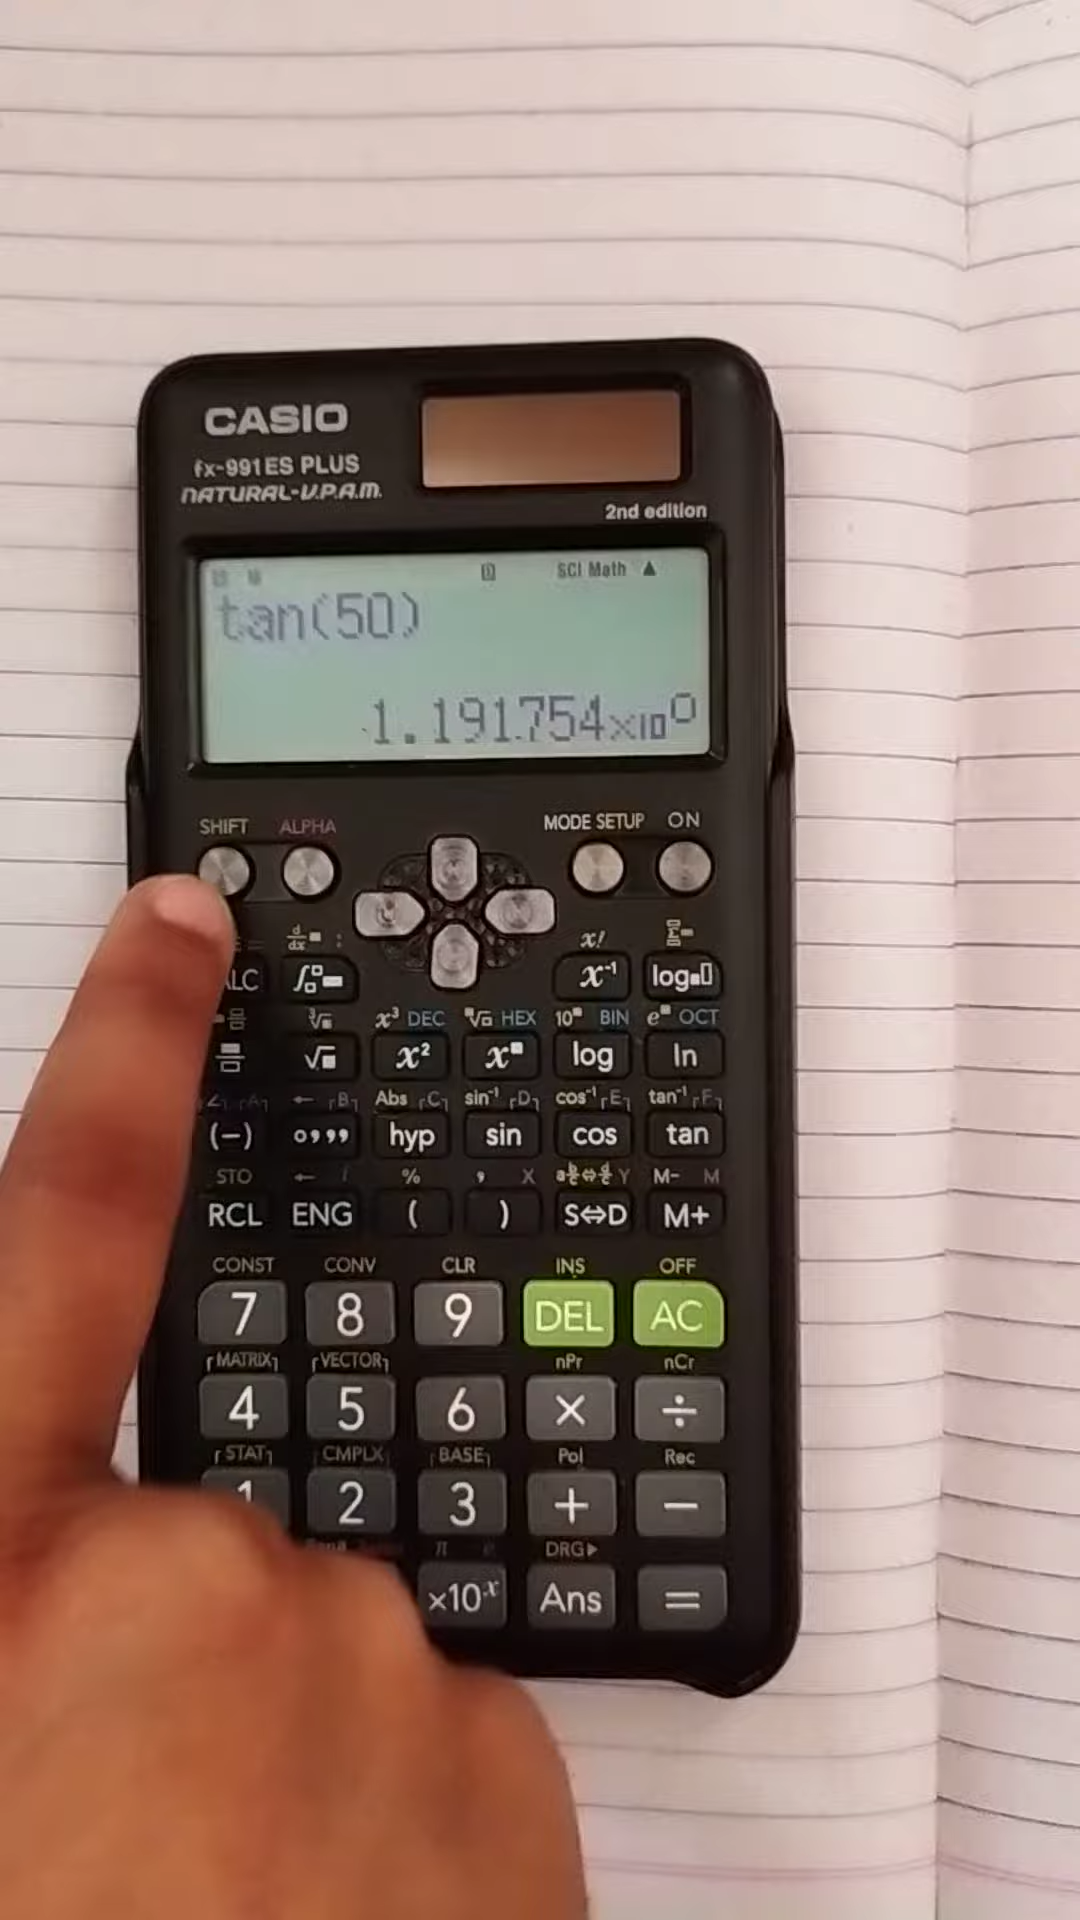 CASIO
fx-991ES PLUS
NATURAL-V.P.A.M.
2nd edition
D SCI Math ▲
tan(50)
1.191754×10⁰
SHIFT ALPHA MODE SETUP ON
d/dx :
x!
LC x⁻¹ log
x³ DEC HEX 10 BIN e OCT
x² x log ln
A ← B Abs C sin⁻¹ D cos⁻¹ E tan⁻¹ F
(−) ° , ,, hyp sin cos tan
STO ← i % , X Y M− M
RCL ENG ( ) S⇔D M+
CONST CONV CLR INS OFF
7 8 9 DEL AC
MATRIX VECTOR nPr nCr
4 5 6 × ÷
STAT CMPLX BASE Pol Rec
1 2 3 + −
π e DRG▶
×10ˣ Ans =